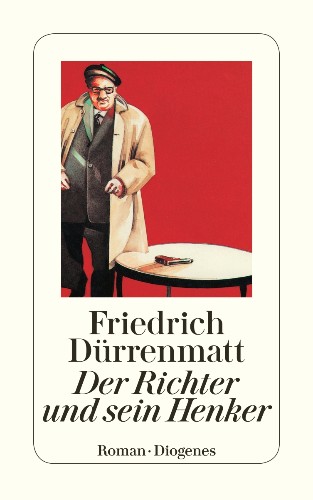 Friedrich
Dürrenmatt
Der Richter
und sein Henker
Roman · Diogenes